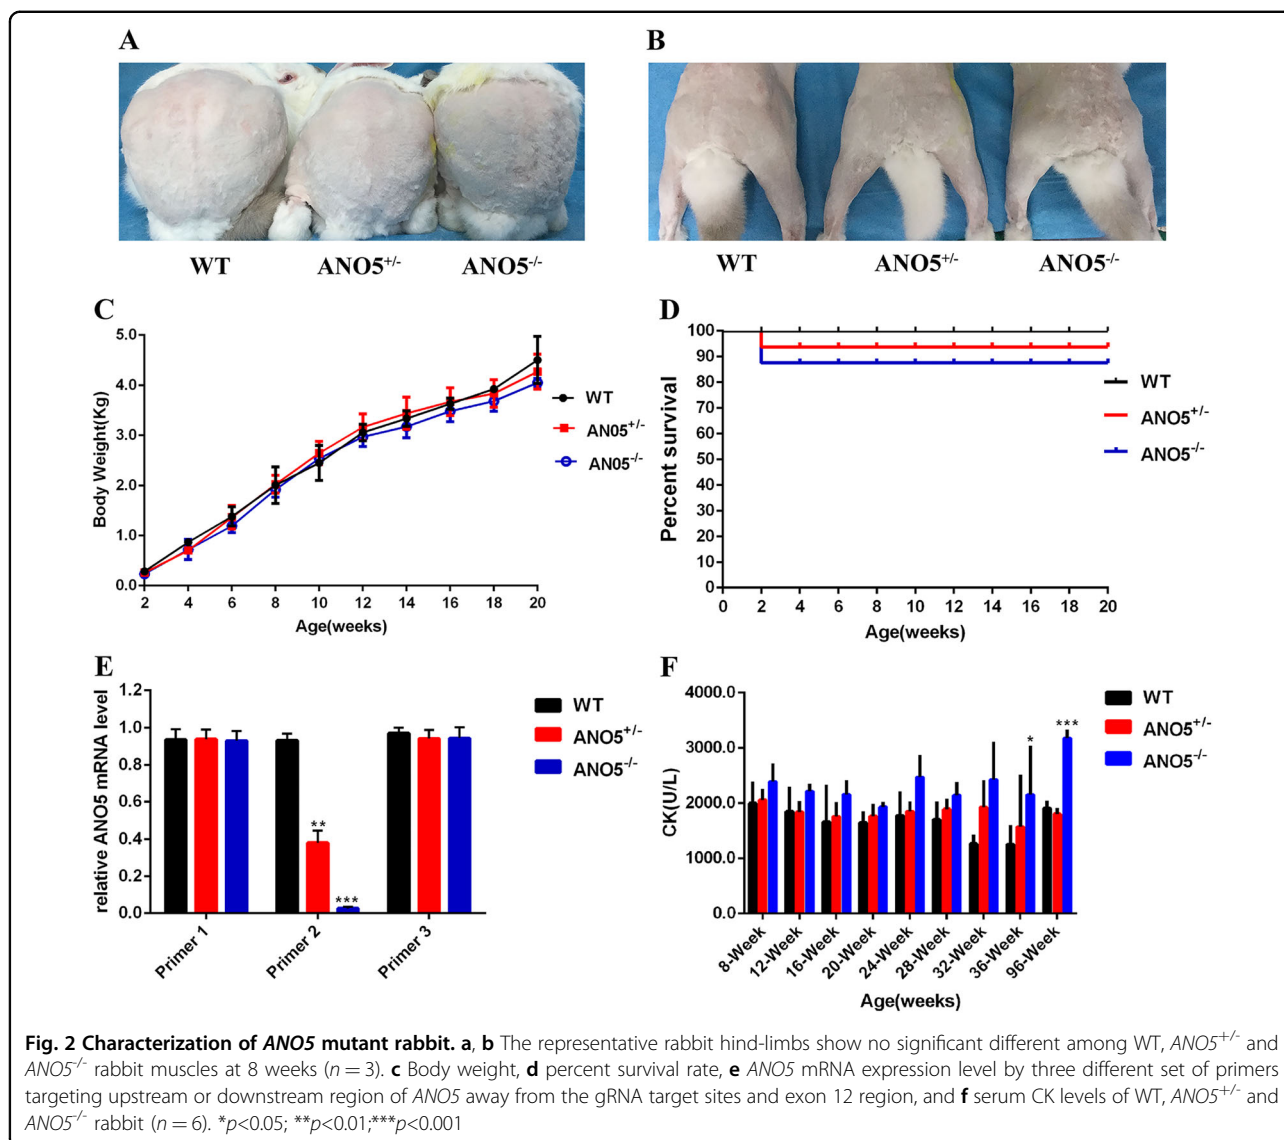 A
B
WT ANO5+/- ANO5-/-
WT ANO5+/- ANO5-/-
C
5.0
4.0
3.0
2.0
1.0
0.0
Body Weight(Kg)
2 4 6 8 10 12 14 16 18 20
Age(weeks)
WT
AN05+/-
AN05-/-
D
100
90
80
70
60
50
40
30
20
10
0
Percent survival
0 2 4 6 8 10 12 14 16 18 20
Age(weeks)
WT
ANO5+/-
ANO5-/-
E
1.2
1.0
0.8
0.6
0.4
0.2
0.0
relative ANO5 mRNA level
**
***
Primer 1 Primer 2 Primer 3
WT
ANO5+/-
ANO5-/-
F
4000.0
3000.0
2000.0
1000.0
0.0
CK(U/L)
*
***
8-Week 12-Week 16-Week 20-Week 24-Week 28-Week 32-Week 36-Week 96-Week
Age(weeks)
WT
ANO5+/-
ANO5-/-
Fig. 2 Characterization of ANO5 mutant rabbit. a, b The representative rabbit hind-limbs show no significant different among WT, ANO5+/- and
ANO5-/- rabbit muscles at 8 weeks (n = 3). c Body weight, d percent survival rate, e ANO5 mRNA expression level by three different set of primers
targeting upstream or downstream region of ANO5 away from the gRNA target sites and exon 12 region, and f serum CK levels of WT, ANO5+/- and
ANO5-/- rabbit (n = 6). *p<0.05; **p<0.01;***p<0.001